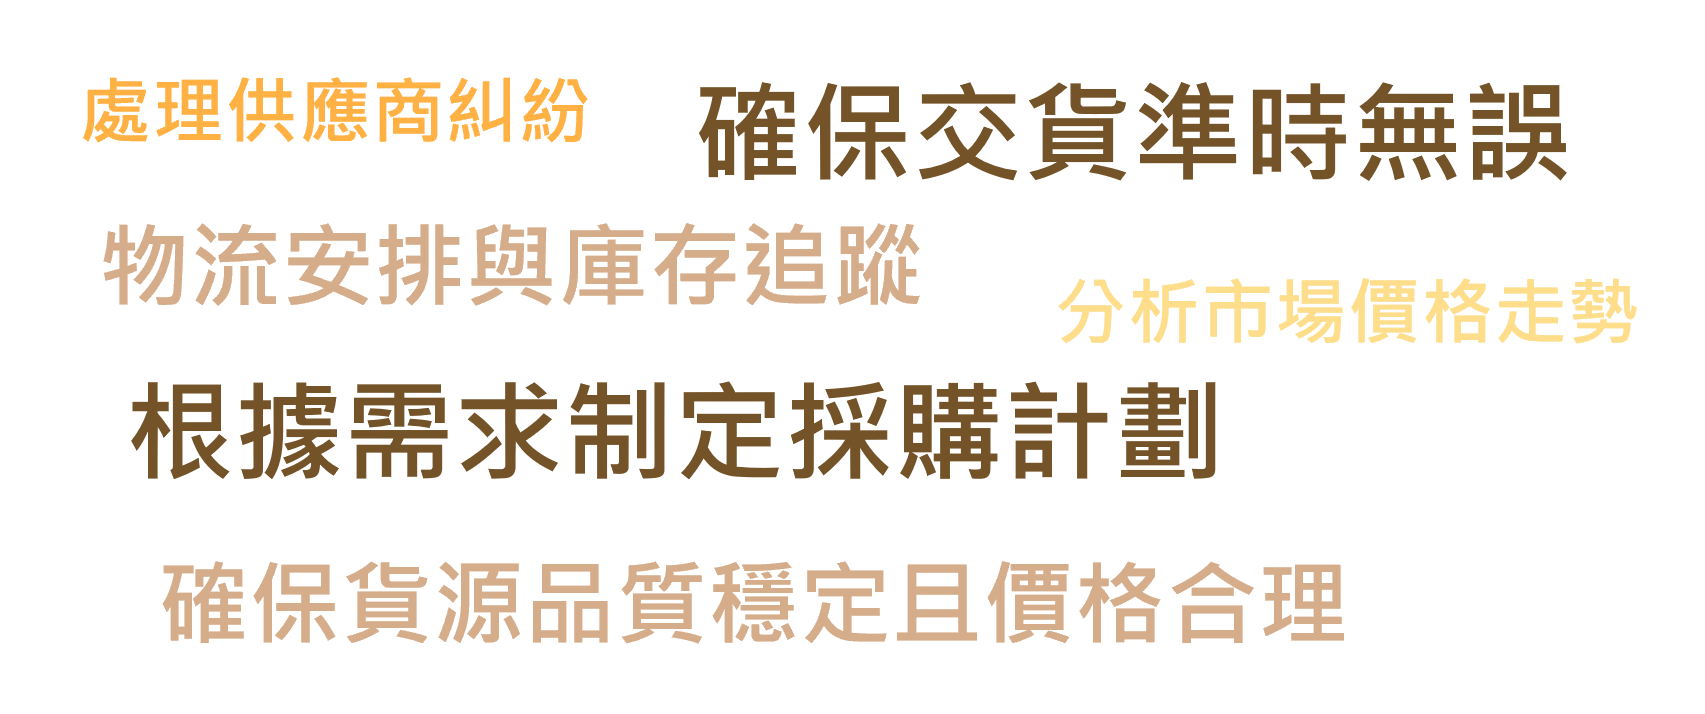 處理供應商糾紛
確保交貨準時無誤
物流安排與庫存追蹤
分析市場價格走勢
根據需求制定採購計劃
確保貨源品質穩定且價格合理